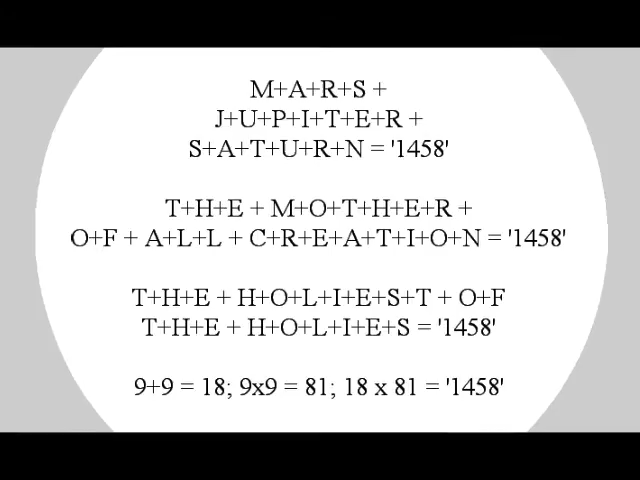 M+A+R+S +
J+U+P+I+T+E+R +
S+A+T+U+R+N = '1458'
T+H+E + M+O+T+H+E+R +
O+F + A+L+L + C+R+E+A+T+I+O+N = '1458'
T+H+E + H+O+L+I+E+S+T + O+F
T+H+E + H+O+L+I+E+S = '1458'
9+9 = 18; 9x9 = 81; 18 x 81 = '1458'